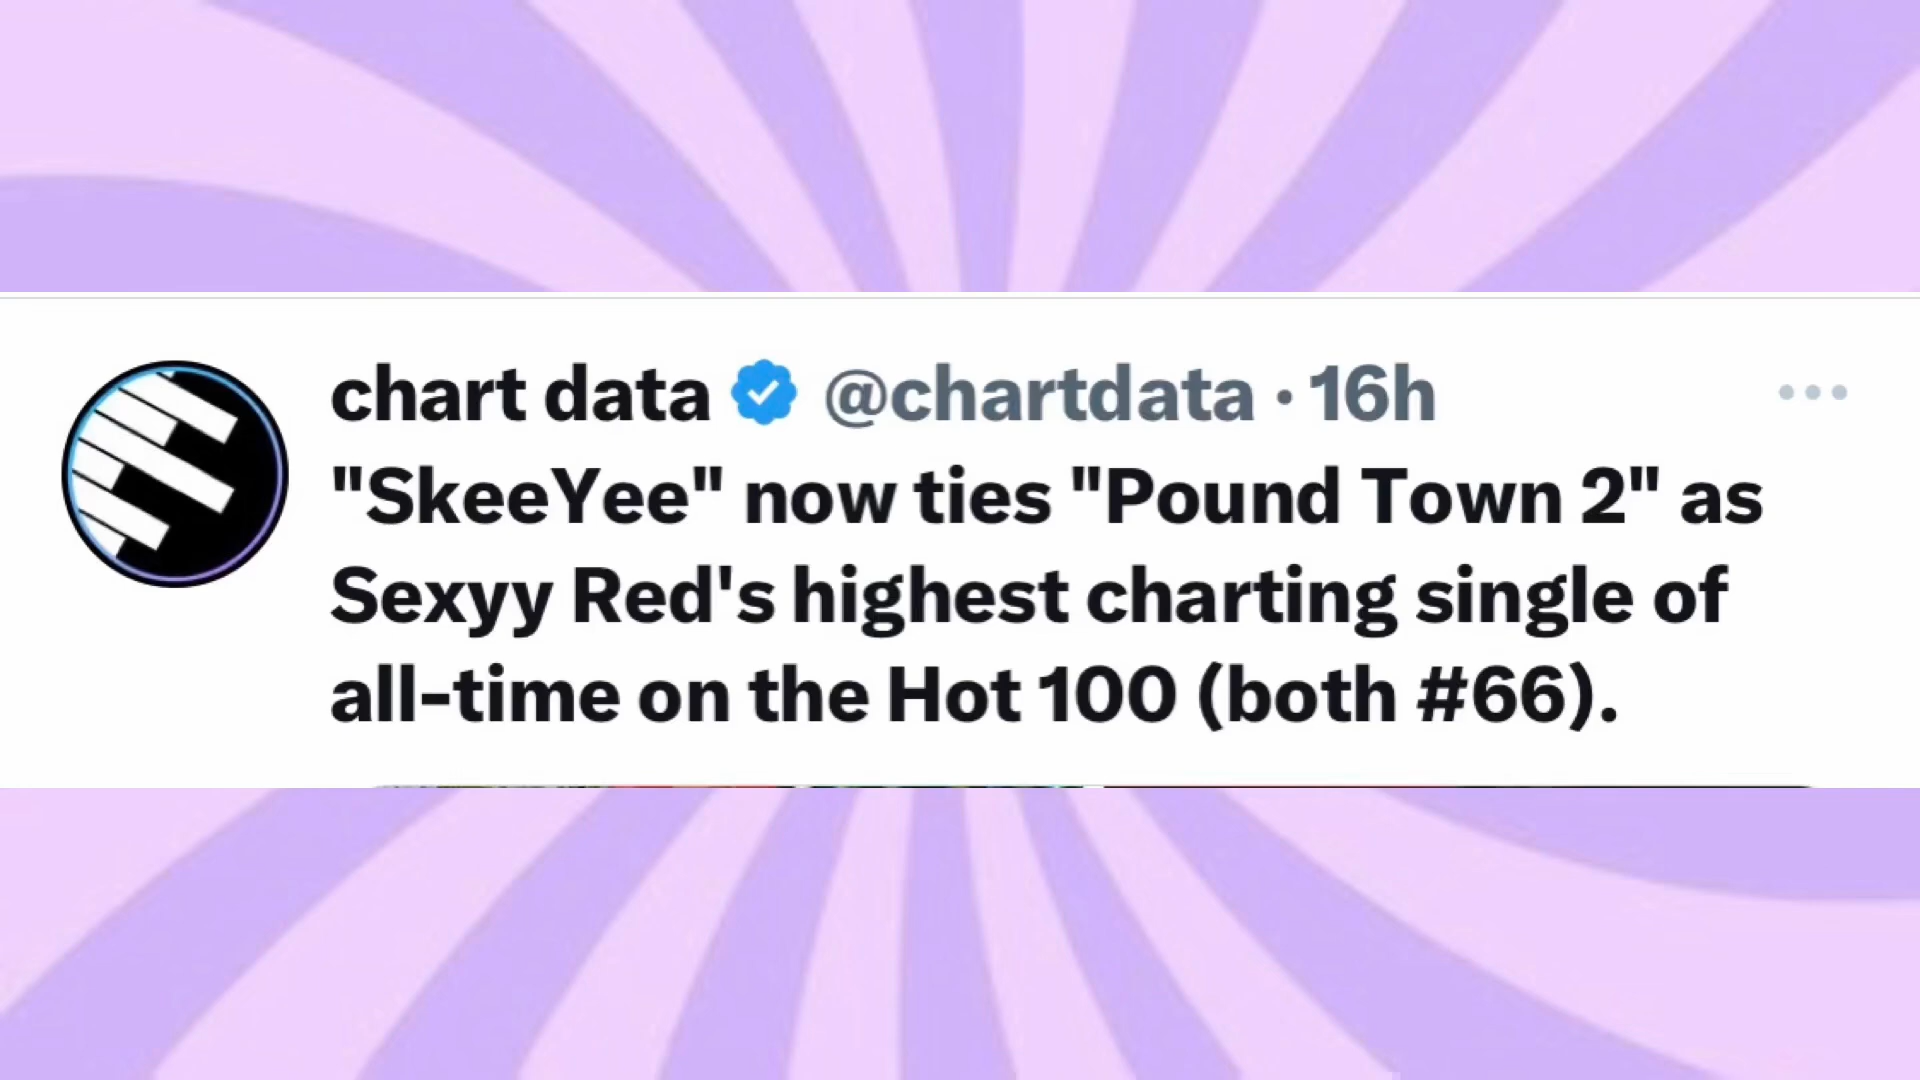 chart data @chartdata · 16h
"SkeeYee" now ties "Pound Town 2" as
Sexyy Red's highest charting single of
all-time on the Hot 100 (both #66).